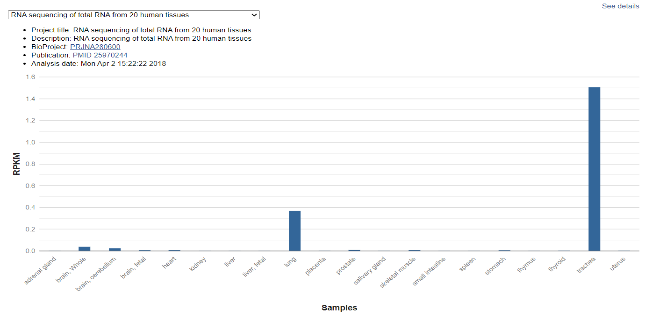 See details
RNA sequencing of total RNA from 20 human tissues
Project title: RNA sequencing of total RNA from 20 human tissues
Description: RNA sequencing of total RNA from 20 human tissues
BioProject: PRJNA280600
Publication: PMID 25970244
Analysis date: Mon Apr 2 15:22:22 2018
1.6
1.4
1.2
1.0
0.8
0.6
0.4
0.2
0.0
RPKM
adrenal gland
brain, whole
brain, cerebellum
brain, fetal
heart
kidney
liver
liver, fetal
lung
placenta
prostate
salivary gland
skeletal muscle
small intestine
spleen
stomach
thymus
thyroid
trachea
uterus
Samples